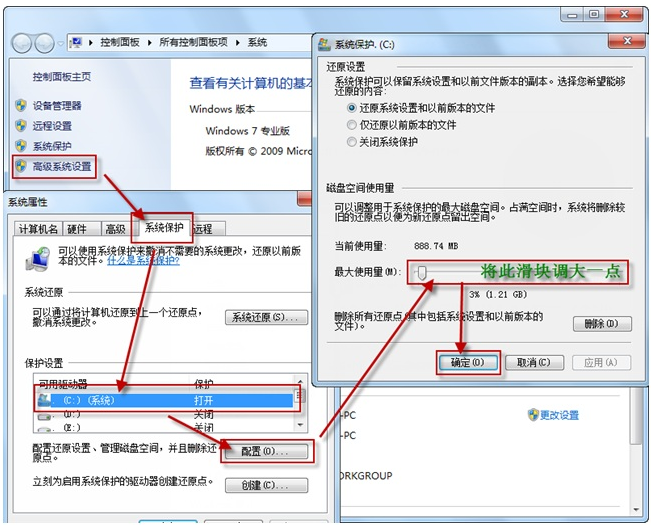 控制面板 ▸ 所有控制面板项 ▸ 系统
控制面板主页
设备管理器
远程设置
系统保护
高级系统设置
查看有关计算机的基本
Windows 版本
Windows 7 专业版
版权所有 © 2009 Micro
系统属性
计算机名 硬件 高级 系统保护 远程
可以使用系统保护来撤消不需要的系统更改，还原以前版
本的文件。什么是系统保护?
系统还原
可以通过将计算机还原到上一个还原点，
撤消系统更改。
系统还原(S)...
保护设置
可用驱动器 保护
(C:) (系统) 打开
(D:) 关闭
(E:) 关闭
配置还原设置、管理磁盘空间，并且删除还
原点。
配置(O)...
立刻为启用系统保护的驱动器创建还原点。
创建(C)...
系统保护. (C:)
还原设置
系统保护可以保留系统设置和以前文件版本的副本。选择您希望能够
还原的内容:
还原系统设置和以前版本的文件
仅还原以前版本的文件
关闭系统保护
磁盘空间使用量
可以调整用于系统保护的最大磁盘空间。占满空间时，系统将删除较
旧的还原点以便为新还原点留出空间。
当前使用量: 888.74 MB
最大使用量(M):
将此滑块调大一点
3% (1.21 GB)
删除所有还原点(其中包括系统设置和以前版本的
文件)。
删除(D)
确定(O) 取消(C) 应用(A)
-PC
更改设置
-PC
ORKGROUP